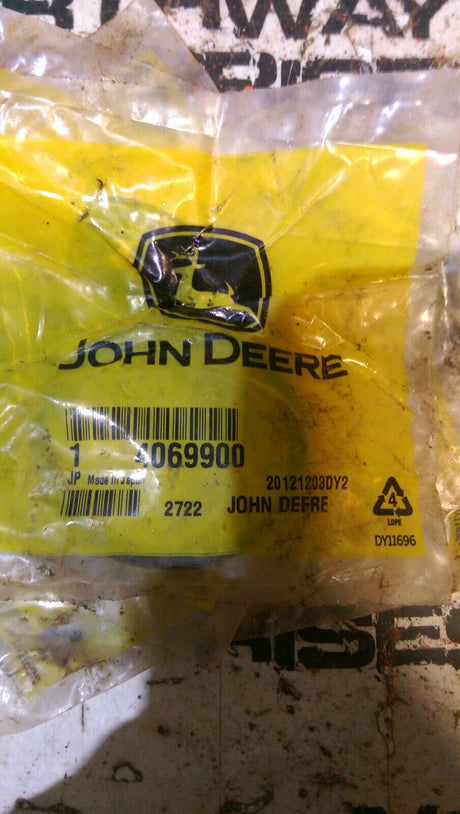 JOHN DEERE
1 4069900
JP Made in Japan
20121203DY2
2722 JOHN DEERE
4
LDPE
DY11696